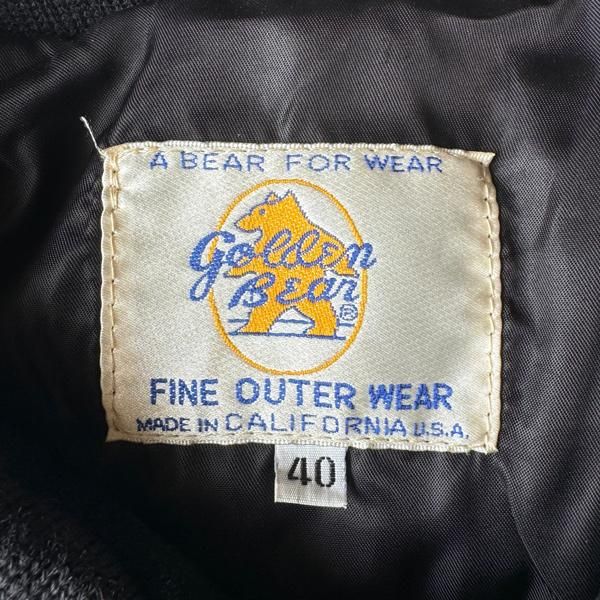 A BEAR FOR WEAR
Golden
Bear®
FINE OUTER WEAR
MADE IN CALIFORNIA U.S.A.
40